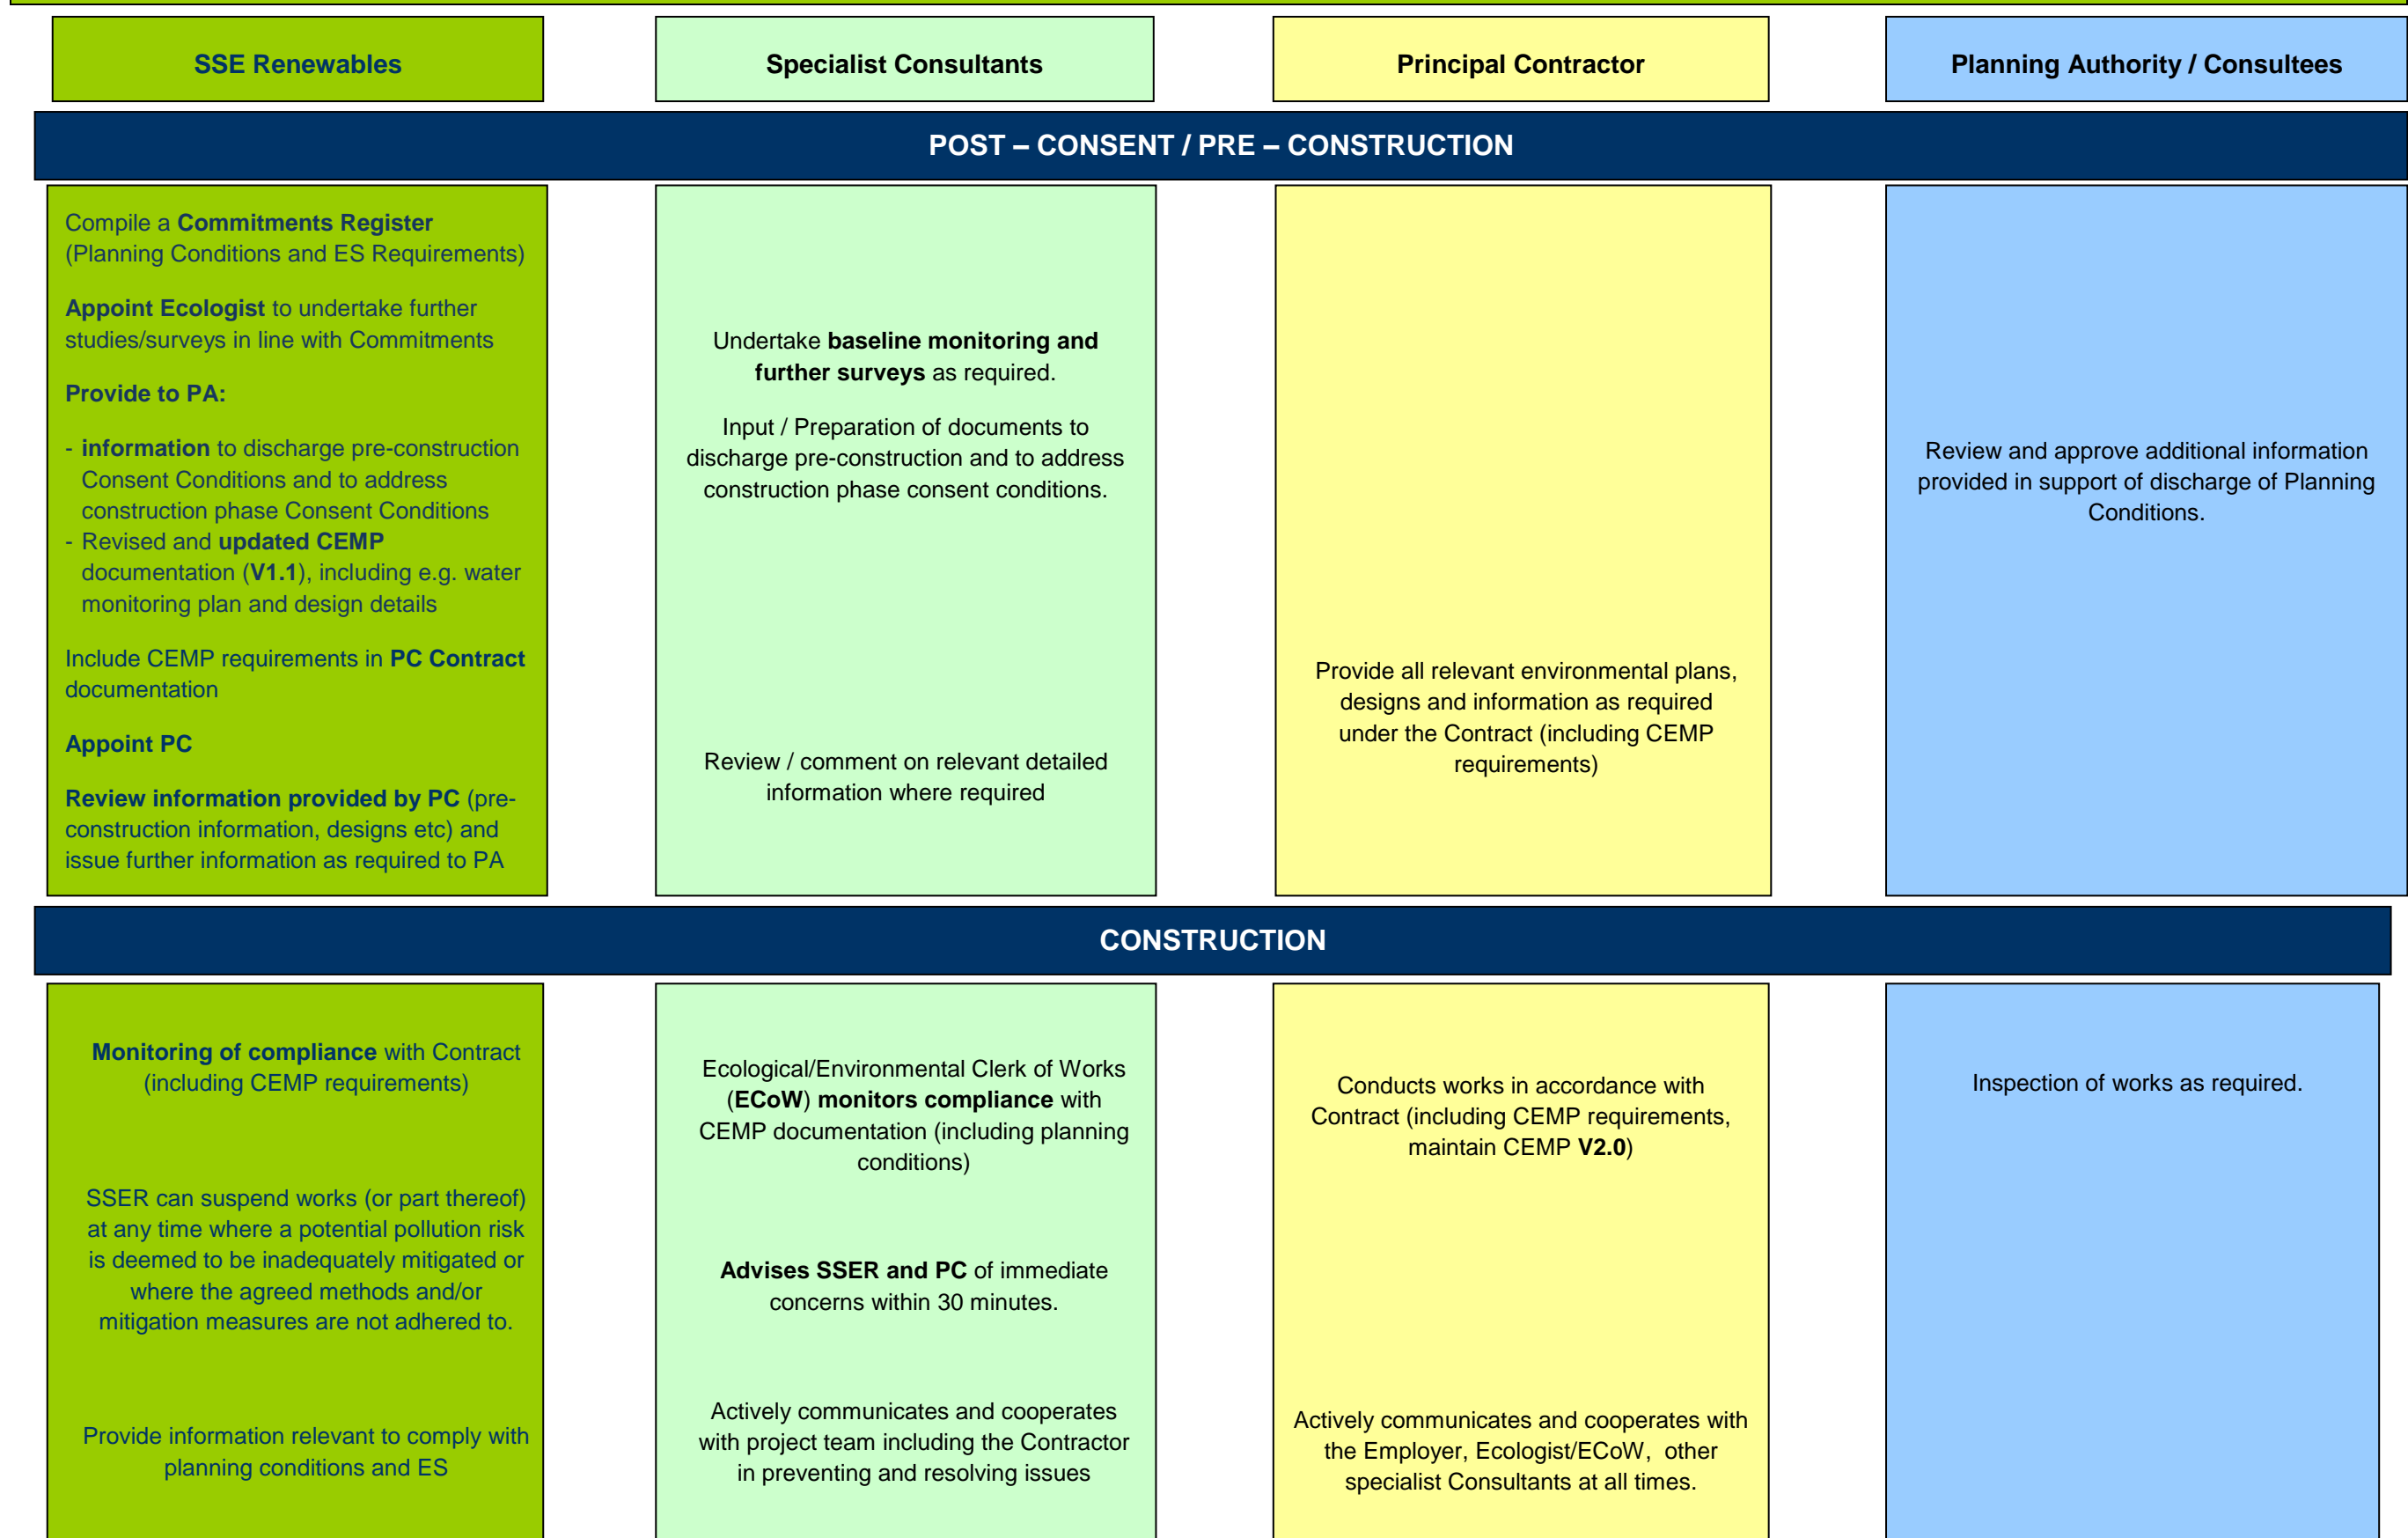 SSE Renewables
Specialist Consultants
Principal Contractor
Planning Authority / Consultees
POST – CONSENT / PRE – CONSTRUCTION
Compile a Commitments Register
(Planning Conditions and ES Requirements)
Appoint Ecologist to undertake further
studies/surveys in line with Commitments
Provide to PA:
- information to discharge pre-construction
Consent Conditions and to address
construction phase Consent Conditions
- Revised and updated CEMP
documentation (V1.1), including e.g. water
monitoring plan and design details
Include CEMP requirements in PC Contract
documentation
Appoint PC
Review information provided by PC (pre-
construction information, designs etc) and
issue further information as required to PA
Undertake baseline monitoring and
further surveys as required.
Input / Preparation of documents to
discharge pre-construction and to address
construction phase consent conditions.
Review / comment on relevant detailed
information where required
Provide all relevant environmental plans,
designs and information as required
under the Contract (including CEMP
requirements)
Review and approve additional information
provided in support of discharge of Planning
Conditions.
CONSTRUCTION
Monitoring of compliance with Contract
(including CEMP requirements)
SSER can suspend works (or part thereof)
at any time where a potential pollution risk
is deemed to be inadequately mitigated or
where the agreed methods and/or
mitigation measures are not adhered to.
Provide information relevant to comply with
planning conditions and ES
Ecological/Environmental Clerk of Works
(ECoW) monitors compliance with
CEMP documentation (including planning
conditions)
Advises SSER and PC of immediate
concerns within 30 minutes.
Actively communicates and cooperates
with project team including the Contractor
in preventing and resolving issues
Conducts works in accordance with
Contract (including CEMP requirements,
maintain CEMP V2.0)
Actively communicates and cooperates with
the Employer, Ecologist/ECoW, other
specialist Consultants at all times.
Inspection of works as required.